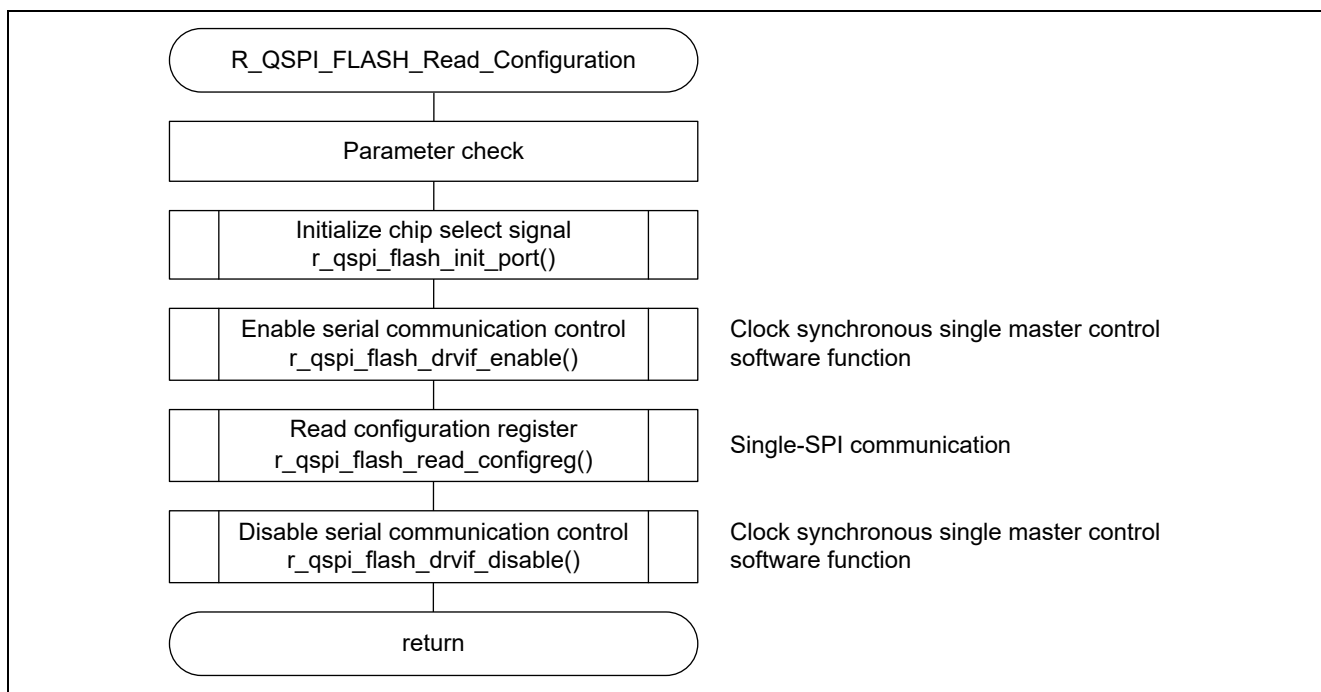 R_QSPI_FLASH_Read_Configuration
Parameter check
Initialize chip select signal
r_qspi_flash_init_port()
Enable serial communication control
r_qspi_flash_drvif_enable()
Clock synchronous single master control
software function
Read configuration register
r_qspi_flash_read_configreg()
Single-SPI communication
Disable serial communication control
r_qspi_flash_drvif_disable()
Clock synchronous single master control
software function
return